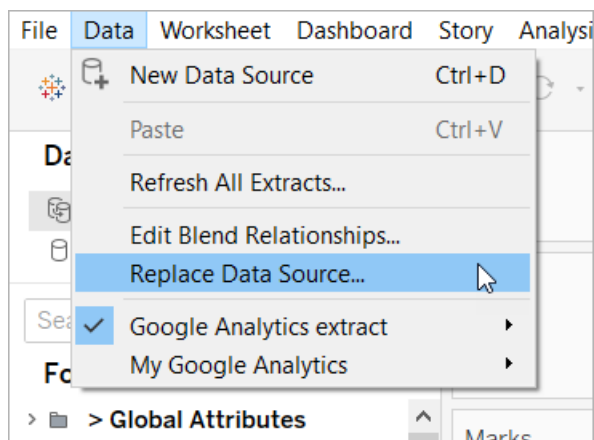 File Data Worksheet Dashboard Story Analysi
New Data Source Ctrl+D
Paste Ctrl+V
Refresh All Extracts...
Edit Blend Relationships...
Replace Data Source...
Google Analytics extract
My Google Analytics
> Global Attributes